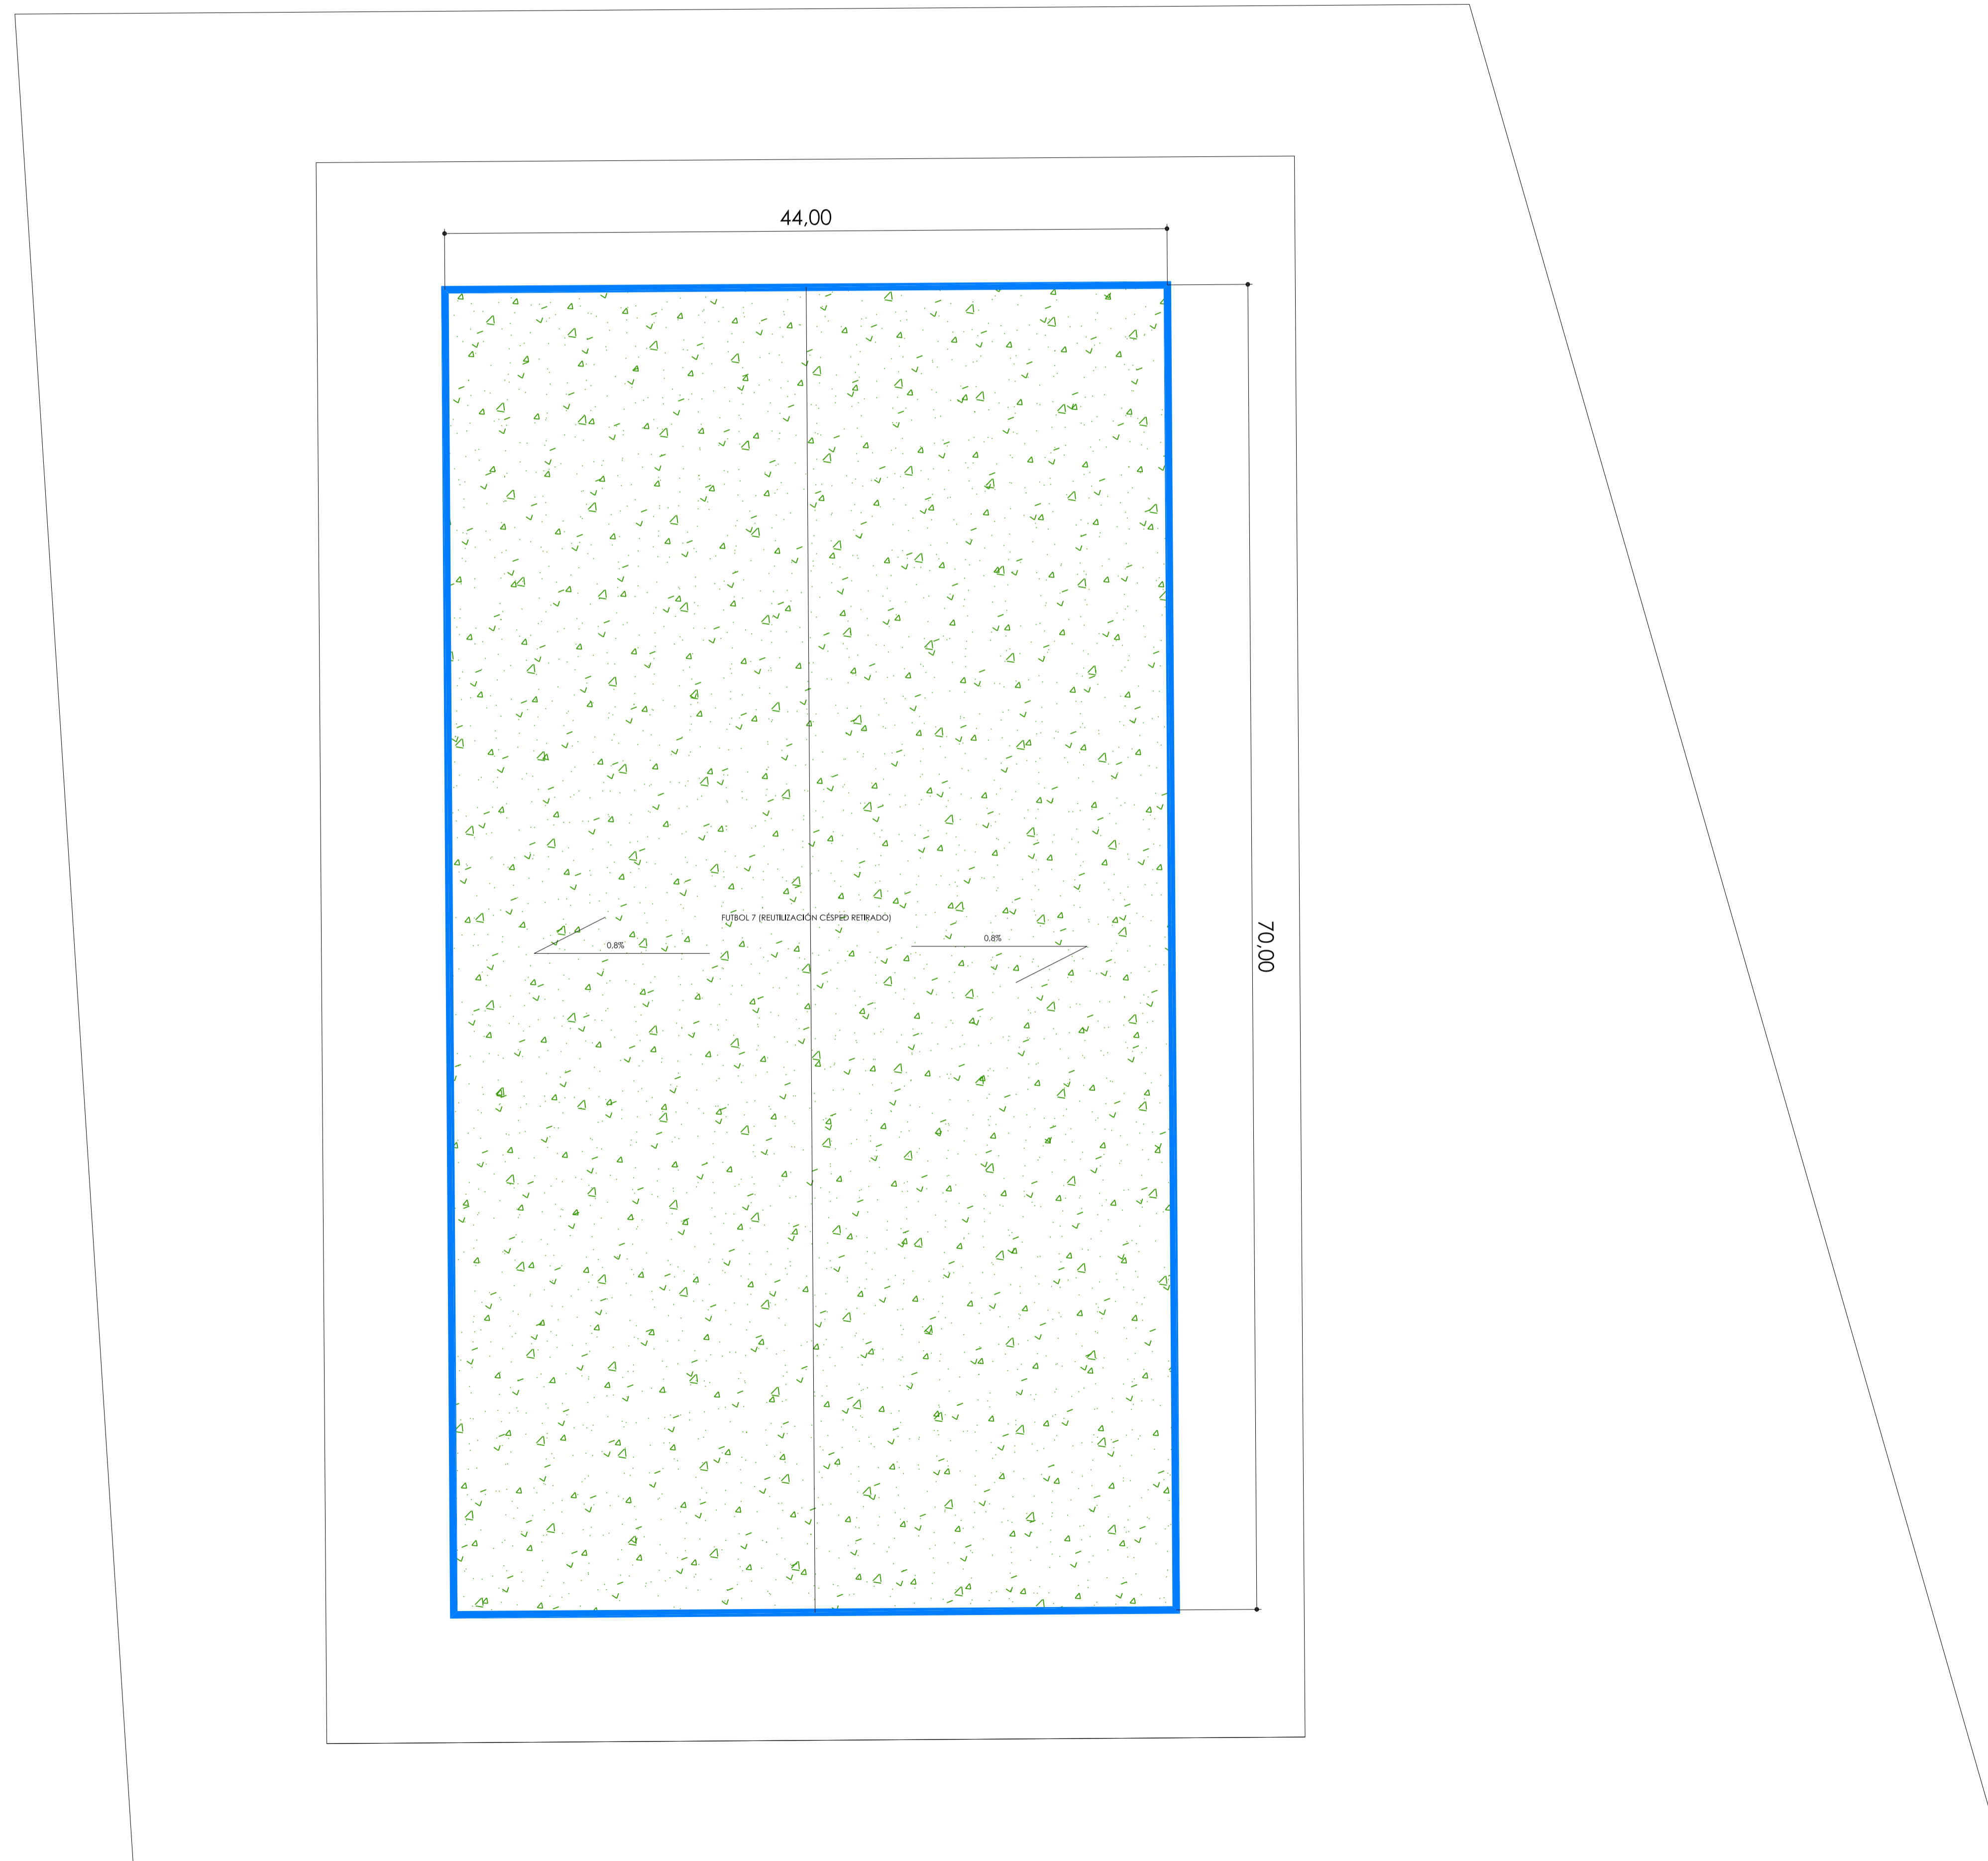 44,00
FUTBOL 7 (REUTILIZACIÓN CÉSPED RETIRADO)
0.8%
0.8%
70,00